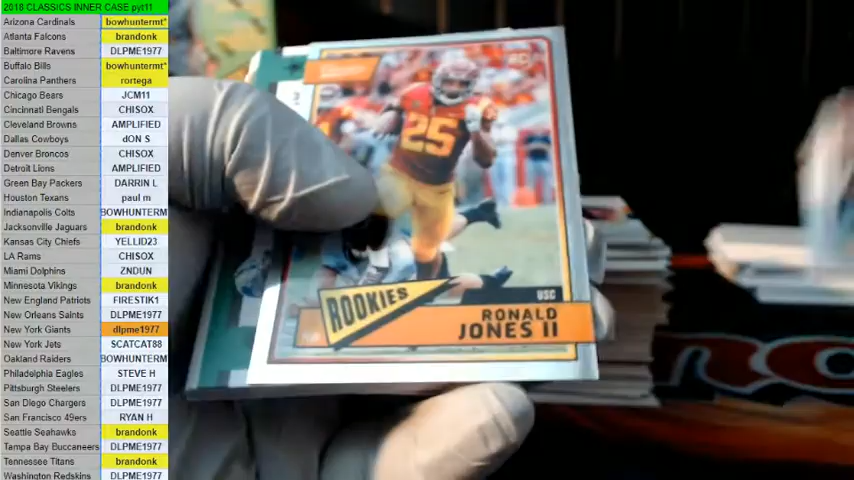 2018 CLASSICS INNER CASE pyt11
Arizona Cardinals bowhuntermt*
Atlanta Falcons brandonk
Baltimore Ravens DLPME1977
Buffalo Bills bowhuntermt*
Carolina Panthers rortega
Chicago Bears JCM11
Cincinnati Bengals CHISOX
Cleveland Browns AMPLIFIED
Dallas Cowboys dON S
Denver Broncos CHISOX
Detroit Lions AMPLIFIED
Green Bay Packers DARRIN L
Houston Texans paul m
Indianapolis Colts BOWHUNTERM
Jacksonville Jaguars brandonk
Kansas City Chiefs YELLID23
LA Rams CHISOX
Miami Dolphins ZNDUN
Minnesota Vikings brandonk
New England Patriots FIRESTIK1
New Orleans Saints DLPME1977
New York Giants dlpme1977
New York Jets SCATCAT88
Oakland Raiders BOWHUNTERM
Philadelphia Eagles STEVE H
Pittsburgh Steelers DLPME1977
San Diego Chargers DLPME1977
San Francisco 49ers RYAN H
Seattle Seahawks brandonk
Tampa Bay Buccaneers DLPME1977
Tennessee Titans brandonk
Washington Redskins DLPME1977
25
USC
ROOKIES
RONALD
JONES II